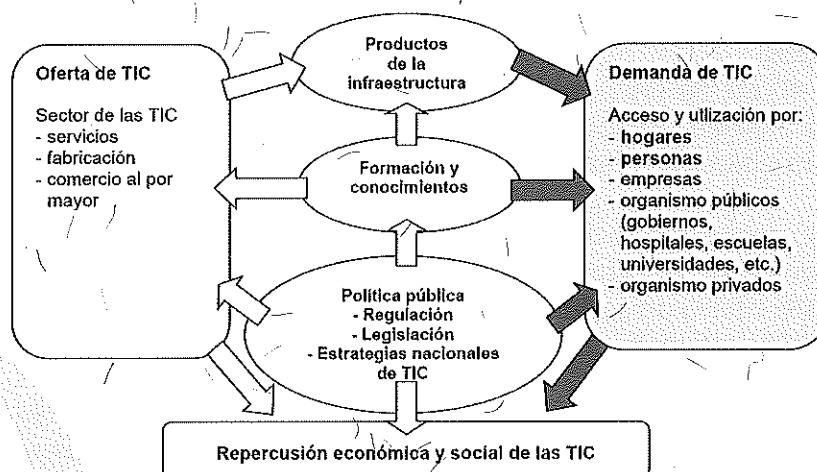 Oferta de TIC
Sector de las TIC
- servicios
- fabricación
- comercio al por
mayor
Productos
de la
infraestructura
Formación y
conocimientos
Política pública
- Regulación
- Legislación
- Estrategias nacionales
de TIC
Demanda de TIC
Acceso y utlización por:
- hogares
- personas
- empresas
- organismo públicos
(gobiernos,
hospitales, escuelas,
universidades, etc.)
- organismo privados
Repercusión económica y social de las TIC